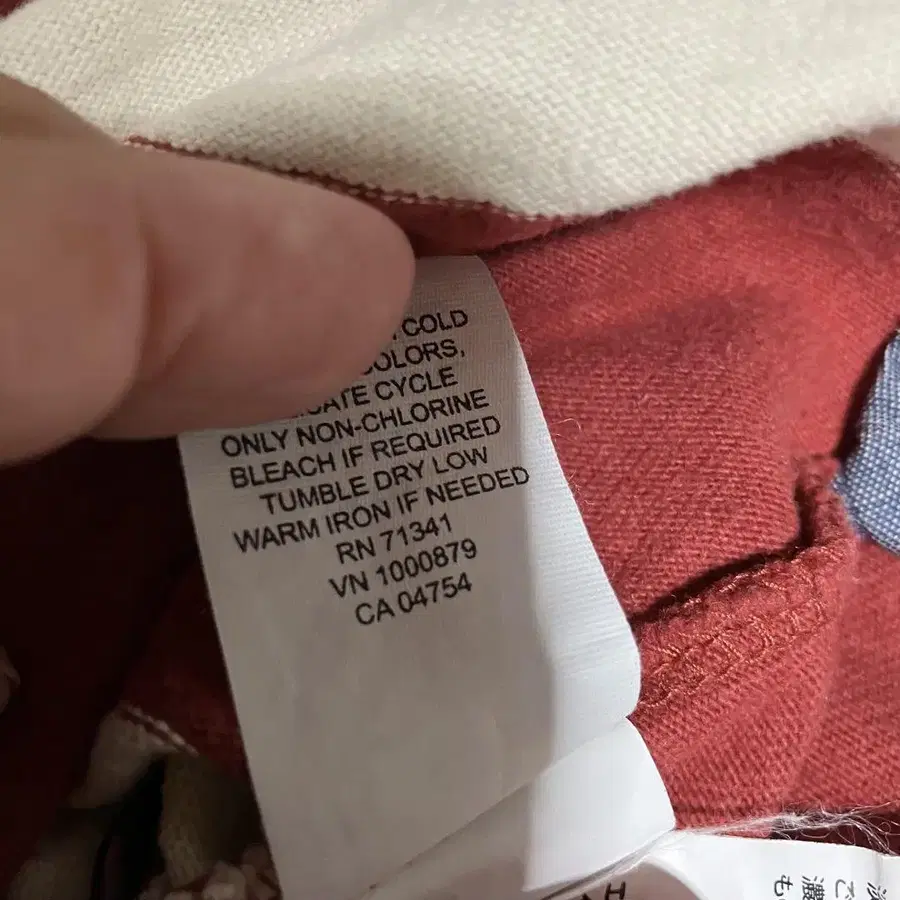 COLD
COLORS,
CYCLE
ONLY NON-CHLORINE
BLEACH IF REQUIRED
TUMBLE DRY LOW
WARM IRON IF NEEDED
RN 71341
VN 1000879
CA 04754
濃